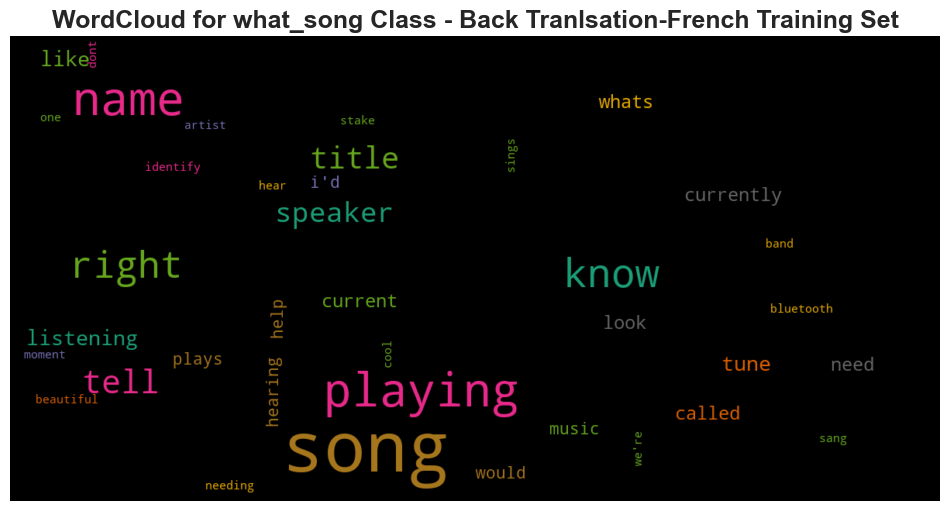 WordCloud for what_song Class - Back Tranlsation-French Training Set
like
dont
name
whats
one
artist
stake
title
sings
identify
hear
i'd
currently
speaker
band
right
know
current
bluetooth
help
look
listening
moment
plays
cool
tune
need
tell
hearing
playing
beautiful
called
music
song
we're
sang
would
needing